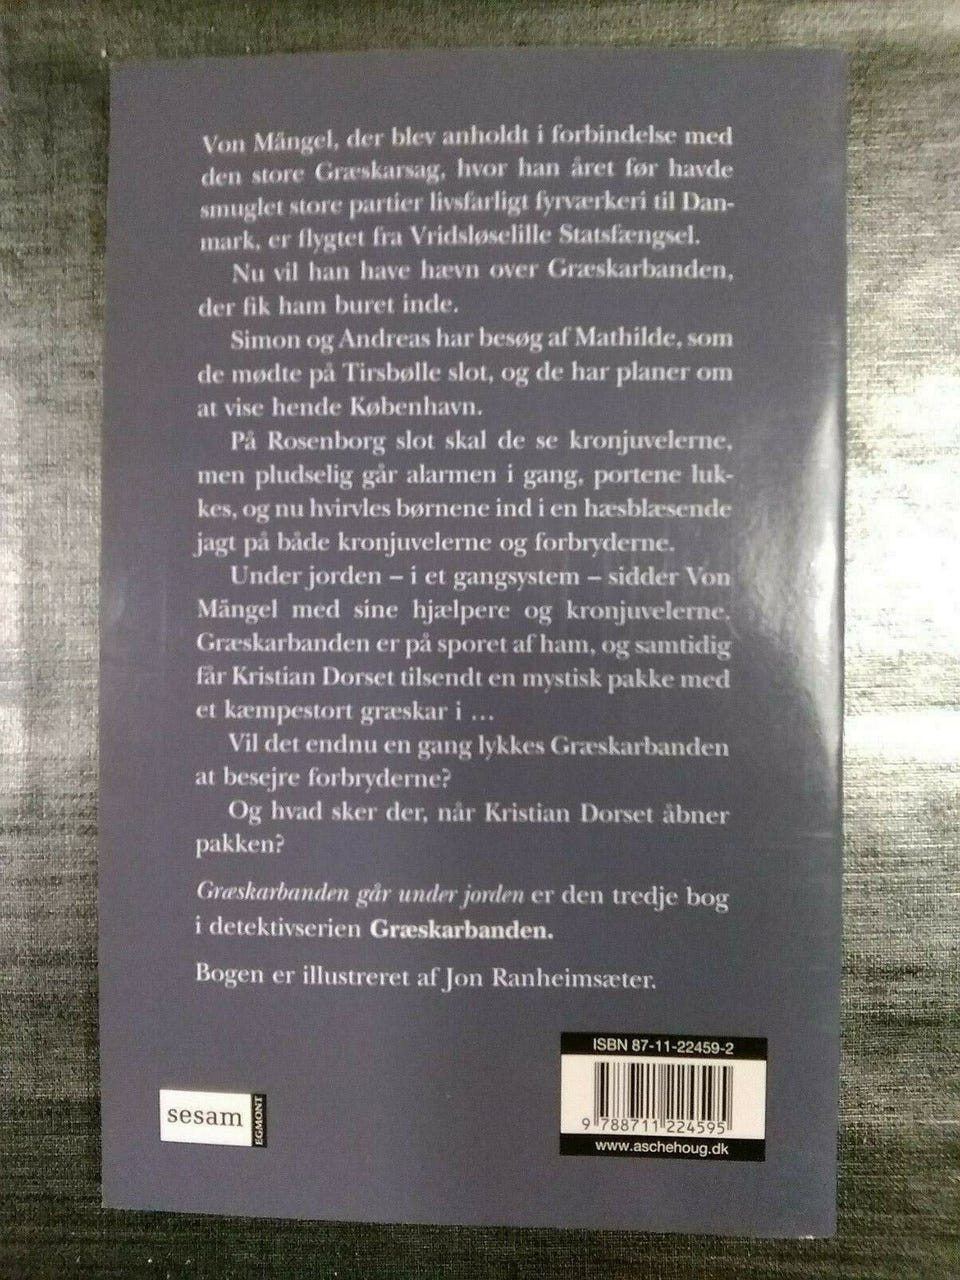 Von Mängel, der blev anholdt i forbindelse med
den store Græskarsag, hvor han året før havde
smuglet store partier livsfarligt fyrværkeri til Dan-
mark, er flygtet fra Vridsløselille Statsfængsel.
Nu vil han have hævn over Græskarbanden,
der fik ham buret inde.
Simon og Andreas har besøg af Mathilde, som
de mødte på Tirsbølle slot, og de har planer om
at vise hende København.
På Rosenborg slot skal de se kronjuvelerne,
men pludselig går alarmen i gang, portene luk-
kes, og nu hvirvles børnene ind i en hæsblæsende
jagt på både kronjuvelerne og forbryderne.
Under jorden – i et gangsystem – sidder Von
Mängel med sine hjælpere og kronjuvelerne.
Græskarbanden er på sporet af ham, og samtidig
får Kristian Dorset tilsendt en mystisk pakke med
et kæmpestort græskar i ...
Vil det endnu en gang lykkes Græskarbanden
at besejre forbryderne?
Og hvad sker der, når Kristian Dorset åbner
pakken?
Græskarbanden går under jorden er den tredje bog
i detektivserien Græskarbanden.
Bogen er illustreret af Jon Ranheimsæter.
ISBN 87-11-22459-2
9 788711 224595
www.aschehoug.dk
sesam
EGMONT